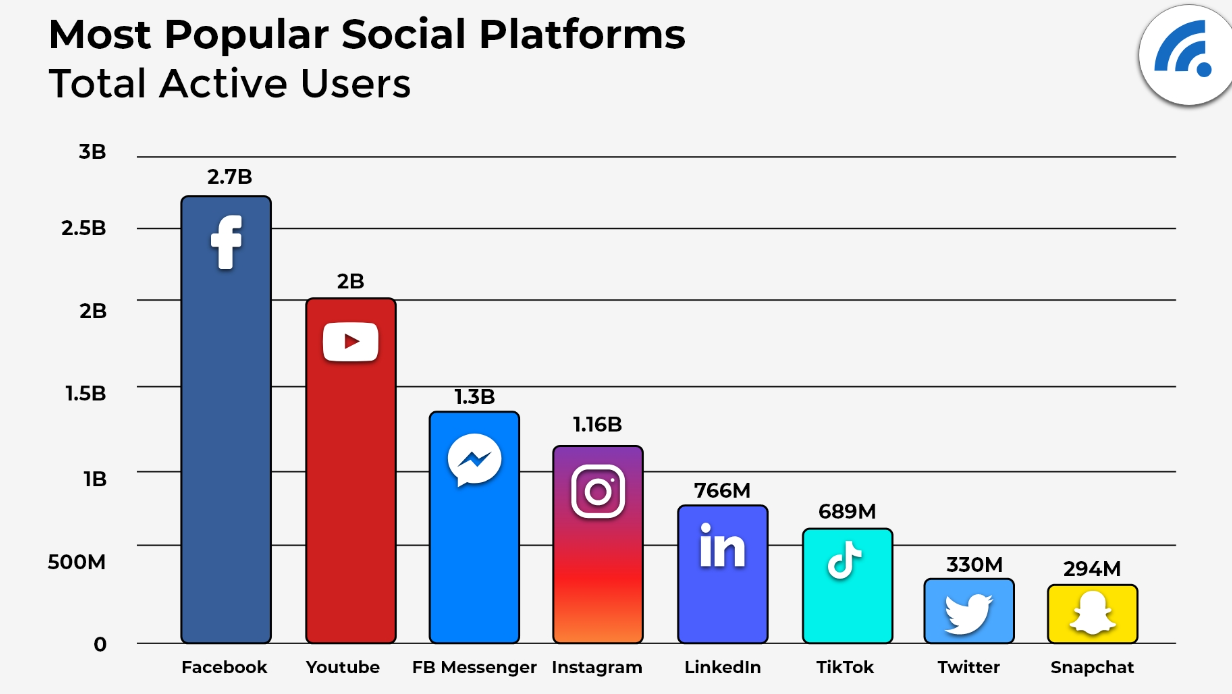 Most Popular Social Platforms
Total Active Users
3B
2.5B
2B
1.5B
1B
500M
0
2.7B
2B
1.3B
1.16B
766M
689M
330M
294M
in
Facebook Youtube FB Messenger Instagram LinkedIn TikTok Twitter Snapchat